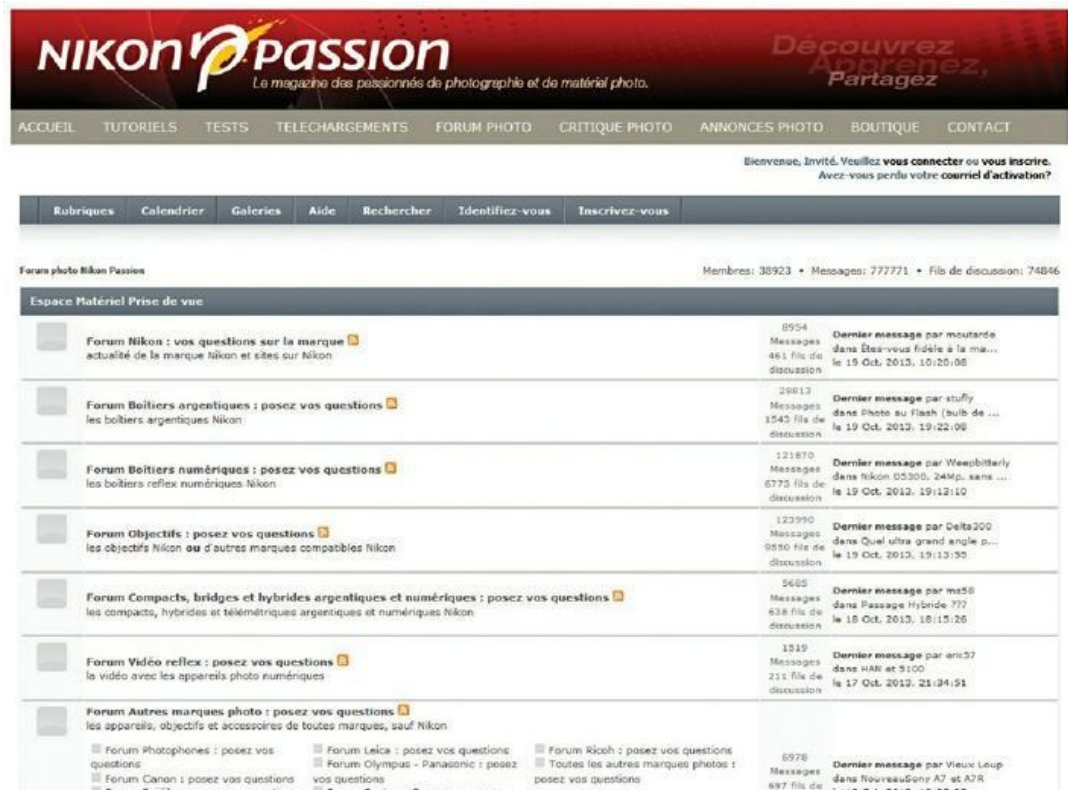 NIKON PASSION
Le magazine des passionnés de photographie et de matériel photo.
Découvrez
Apprenez,
Partagez
ACCUEIL TUTORIELS TESTS TELECHARGEMENTS FORUM PHOTO CRITIQUE PHOTO ANNONCES PHOTO BOUTIQUE CONTACT
Bienvenue, Invité. Veuillez vous connecter ou vous inscrire.
Avez-vous perdu votre courriel d'activation?
Rubriques Calendrier Galeries Aide Rechercher Identifiez-vous Inscrivez-vous
Forum photo Nikon Passion Membres: 38923 • Messages: 777771 • Fils de discussion: 74846
Espace Matériel Prise de vue
Forum Nikon : vos questions sur la marque
actualité de la marque Nikon et sites sur Nikon
8954
Messages
461 fils de
discussion
Dernier message par moutarde
dans Êtes-vous fidèle à la ma...
le 19 Oct, 2013, 10:20:08
Forum Boîtiers argentiques : posez vos questions
les boîtiers argentiques Nikon
28813
Messages
1543 fils de
discussion
Dernier message par stuffy
dans Photo au Flash (bulb de ...
le 19 Oct, 2013, 19:22:08
Forum Boîtiers numériques : posez vos questions
les boîtiers reflex numériques Nikon
121870
Messages
6773 fils de
discussion
Dernier message par Weepbitterly
dans Nikon D5300, 24Mp, sans ...
le 19 Oct, 2013, 19:13:10
Forum Objectifs : posez vos questions
les objectifs Nikon ou d'autres marques compatibles Nikon
123990
Messages
9550 fils de
discussion
Dernier message par Delta300
dans Quel ultra grand angle p...
le 19 Oct, 2013, 19:13:55
Forum Compacts, bridges et hybrides argentiques et numériques : posez vos questions
les compacts, hybrides et télémétriques argentiques et numériques Nikon
5685
Messages
638 fils de
discussion
Dernier message par ms58
dans Passage Hybride ???
le 18 Oct, 2013, 18:15:26
Forum Vidéo reflex : posez vos questions
la vidéo avec les appareils photo numériques
1519
Messages
211 fils de
discussion
Dernier message par eric57
dans HAN et 5100
le 17 Oct, 2013, 21:34:51
Forum Autres marques photo : posez vos questions
les appareils, objectifs et accessoires de toutes marques, sauf Nikon
Forum Photophones : posez vos
questions
Forum Canon : posez vos questions
Forum Leica : posez vos questions
Forum Olympus - Panasonic : posez
vos questions
Forum Ricoh : posez vos questions
Toutes les autres marques photos :
posez vos questions
6978
Messages
697 fils de
Dernier message par Vieux Loup
dans NouveauSony A7 et A7R